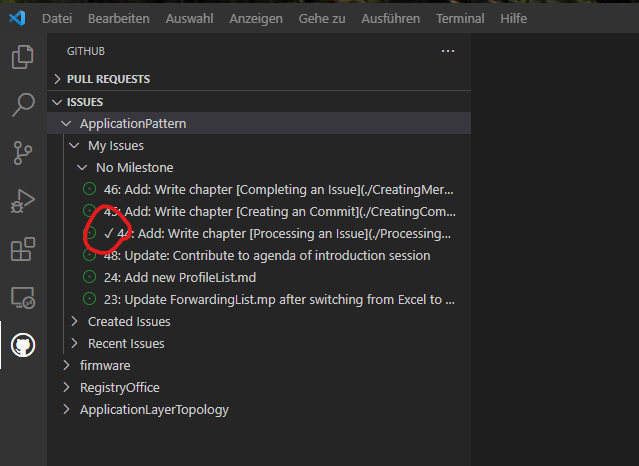 Datei Bearbeiten Auswahl Anzeigen Gehe zu Ausführen Terminal Hilfe
GITHUB
PULL REQUESTS
ISSUES
ApplicationPattern
My Issues
No Milestone
46: Add: Write chapter [Completing an Issue](./CreatingMer...
45: Add: Write chapter [Creating an Commit](./CreatingCom...
✓ 44: Add: Write chapter [Processing an Issue](./Processing...
48: Update: Contribute to agenda of introduction session
24: Add new ProfileList.md
23: Update ForwardingList.mp after switching from Excel to ...
Created Issues
Recent Issues
firmware
RegistryOffice
ApplicationLayerTopology